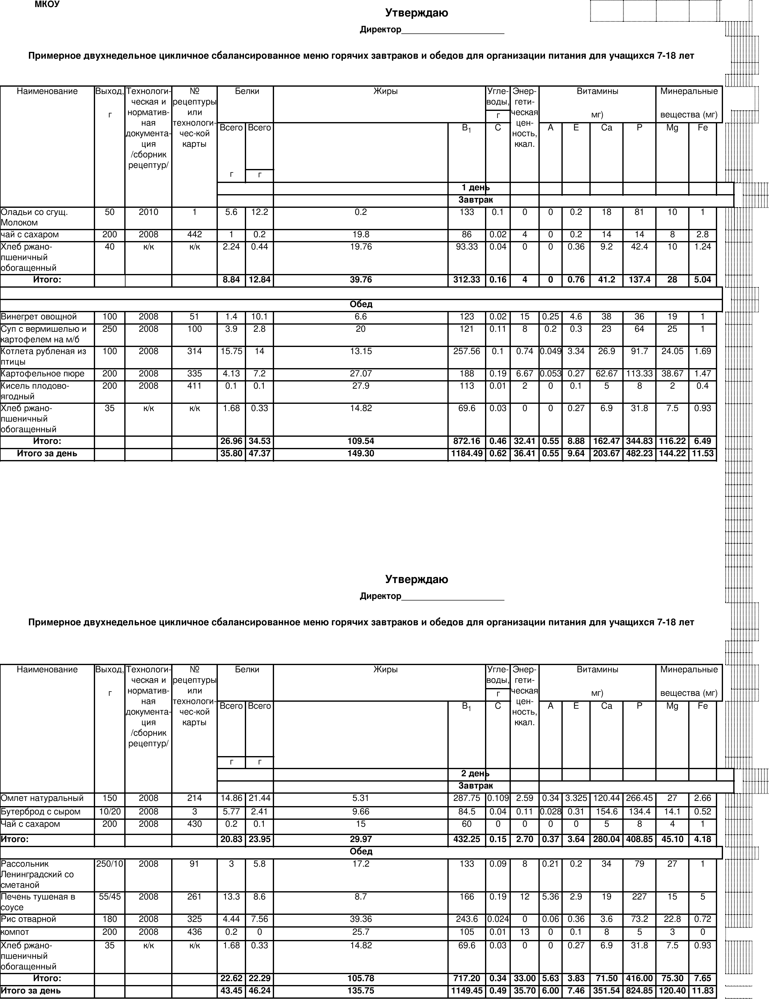 МКОУ
Утверждаю
Директор____________________
Примерное двухнедельное цикличное сбалансированное меню горячих завтраков и обедов для организации питания для учащихся 7-18 лет
Наименование Выход, Технологи- № Белки Жиры Угле- Энер- Витамины Минеральные
ческая и рецептуры воды, гети-
г норматив- или г ческая мг) вещества (мг)
ная технологи- Всего Всего B1 C цен- A E Ca P Mg Fe
документа- чес-кой ность,
ция карты ккал.
/сборник
рецептур/
г г
1 день
Завтрак
Оладьи со сгущ. 50 2010 1 5.6 12.2 0.2 133 0.1 0 0 0.2 18 81 10 1
Молоком
чай с сахаром 200 2008 442 1 0.2 19.8 86 0.02 4 0 0.2 14 14 8 2.8
Хлеб ржано- 40 к/к к/к 2.24 0.44 19.76 93.33 0.04 0 0 0.36 9.2 42.4 10 1.24
пшеничный
обогащенный
Итого: 8.84 12.84 39.76 312.33 0.16 4 0 0.76 41.2 137.4 28 5.04
Обед
Винегрет овощной 100 2008 51 1.4 10.1 6.6 123 0.02 15 0.25 4.6 38 36 19 1
Суп с вермишелью и 250 2008 100 3.9 2.8 20 121 0.11 8 0.2 0.3 23 64 25 1
картофелем на м/б
Котлета рубленая из 100 2008 314 15.75 14 13.15 257.56 0.1 0.74 0.049 3.34 26.9 91.7 24.05 1.69
птицы
Картофельное пюре 200 2008 335 4.13 7.2 27.07 188 0.19 6.67 0.053 0.27 62.67 113.33 38.67 1.47
Кисель плодово- 200 2008 411 0.1 0.1 27.9 113 0.01 2 0 0.1 5 8 2 0.4
ягодный
Хлеб ржано- 35 к/к к/к 1.68 0.33 14.82 69.6 0.03 0 0 0.27 6.9 31.8 7.5 0.93
пшеничный
обогащенный
Итого: 26.96 34.53 109.54 872.16 0.46 32.41 0.55 8.88 162.47 344.83 116.22 6.49
Итого за день 35.80 47.37 149.30 1184.49 0.62 36.41 0.55 9.64 203.67 482.23 144.22 11.53
Утверждаю
Директор____________________
Примерное двухнедельное цикличное сбалансированное меню горячих завтраков и обедов для организации питания для учащихся 7-18 лет
Наименование Выход, Технологи- № Белки Жиры Угле- Энер- Витамины Минеральные
ческая и рецептуры воды, гети-
г норматив- или г ческая мг) вещества (мг)
ная технологи- Всего Всего B1 C цен- A E Ca P Mg Fe
документа- чес-кой ность,
ция карты ккал.
/сборник
рецептур/
г г
2 день
Завтрак
Омлет натуральный 150 2008 214 14.86 21.44 5.31 287.75 0.109 2.59 0.34 3.325 120.44 266.45 27 2.66
Бутерброд с сыром 10/20 2008 3 5.77 2.41 9.66 84.5 0.04 0.11 0.028 0.31 154.6 134.4 14.1 0.52
Чай с сахаром 200 2008 430 0.2 0.1 15 60 0 0 0 0 5 8 4 1
Итого: 20.83 23.95 29.97 432.25 0.15 2.70 0.37 3.64 280.04 408.85 45.10 4.18
Обед
Рассольник 250/10 2008 91 3 5.8 17.2 133 0.09 8 0.21 0.2 34 79 27 1
Ленинградский со
сметаной
Печень тушеная в 55/45 2008 261 13.3 8.6 8.7 166 0.19 12 5.36 2.9 19 227 15 5
соусе
Рис отварной 180 2008 325 4.44 7.56 39.36 243.6 0.024 0 0.06 0.36 3.6 73.2 22.8 0.72
компот 200 2008 436 0.2 0 25.7 105 0.01 13 0 0.1 8 5 3 0
Хлеб ржано- 35 к/к к/к 1.68 0.33 14.82 69.6 0.03 0 0 0.27 6.9 31.8 7.5 0.93
пшеничный
обогащенный
Итого: 22.62 22.29 105.78 717.20 0.34 33.00 5.63 3.83 71.50 416.00 75.30 7.65
Итого за день 43.45 46.24 135.75 1149.45 0.49 35.70 6.00 7.46 351.54 824.85 120.40 11.83